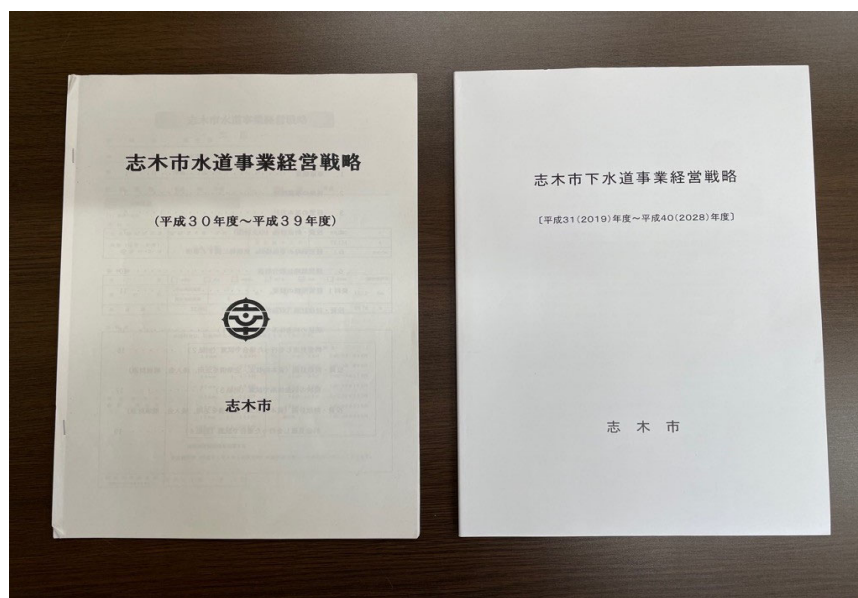 志木市水道事業経営戦略
(平成３０年度～平成３９年度)
志木市
志木市下水道事業経営戦略
［平成31(2019)年度～平成40(2028)年度］
志 木 市